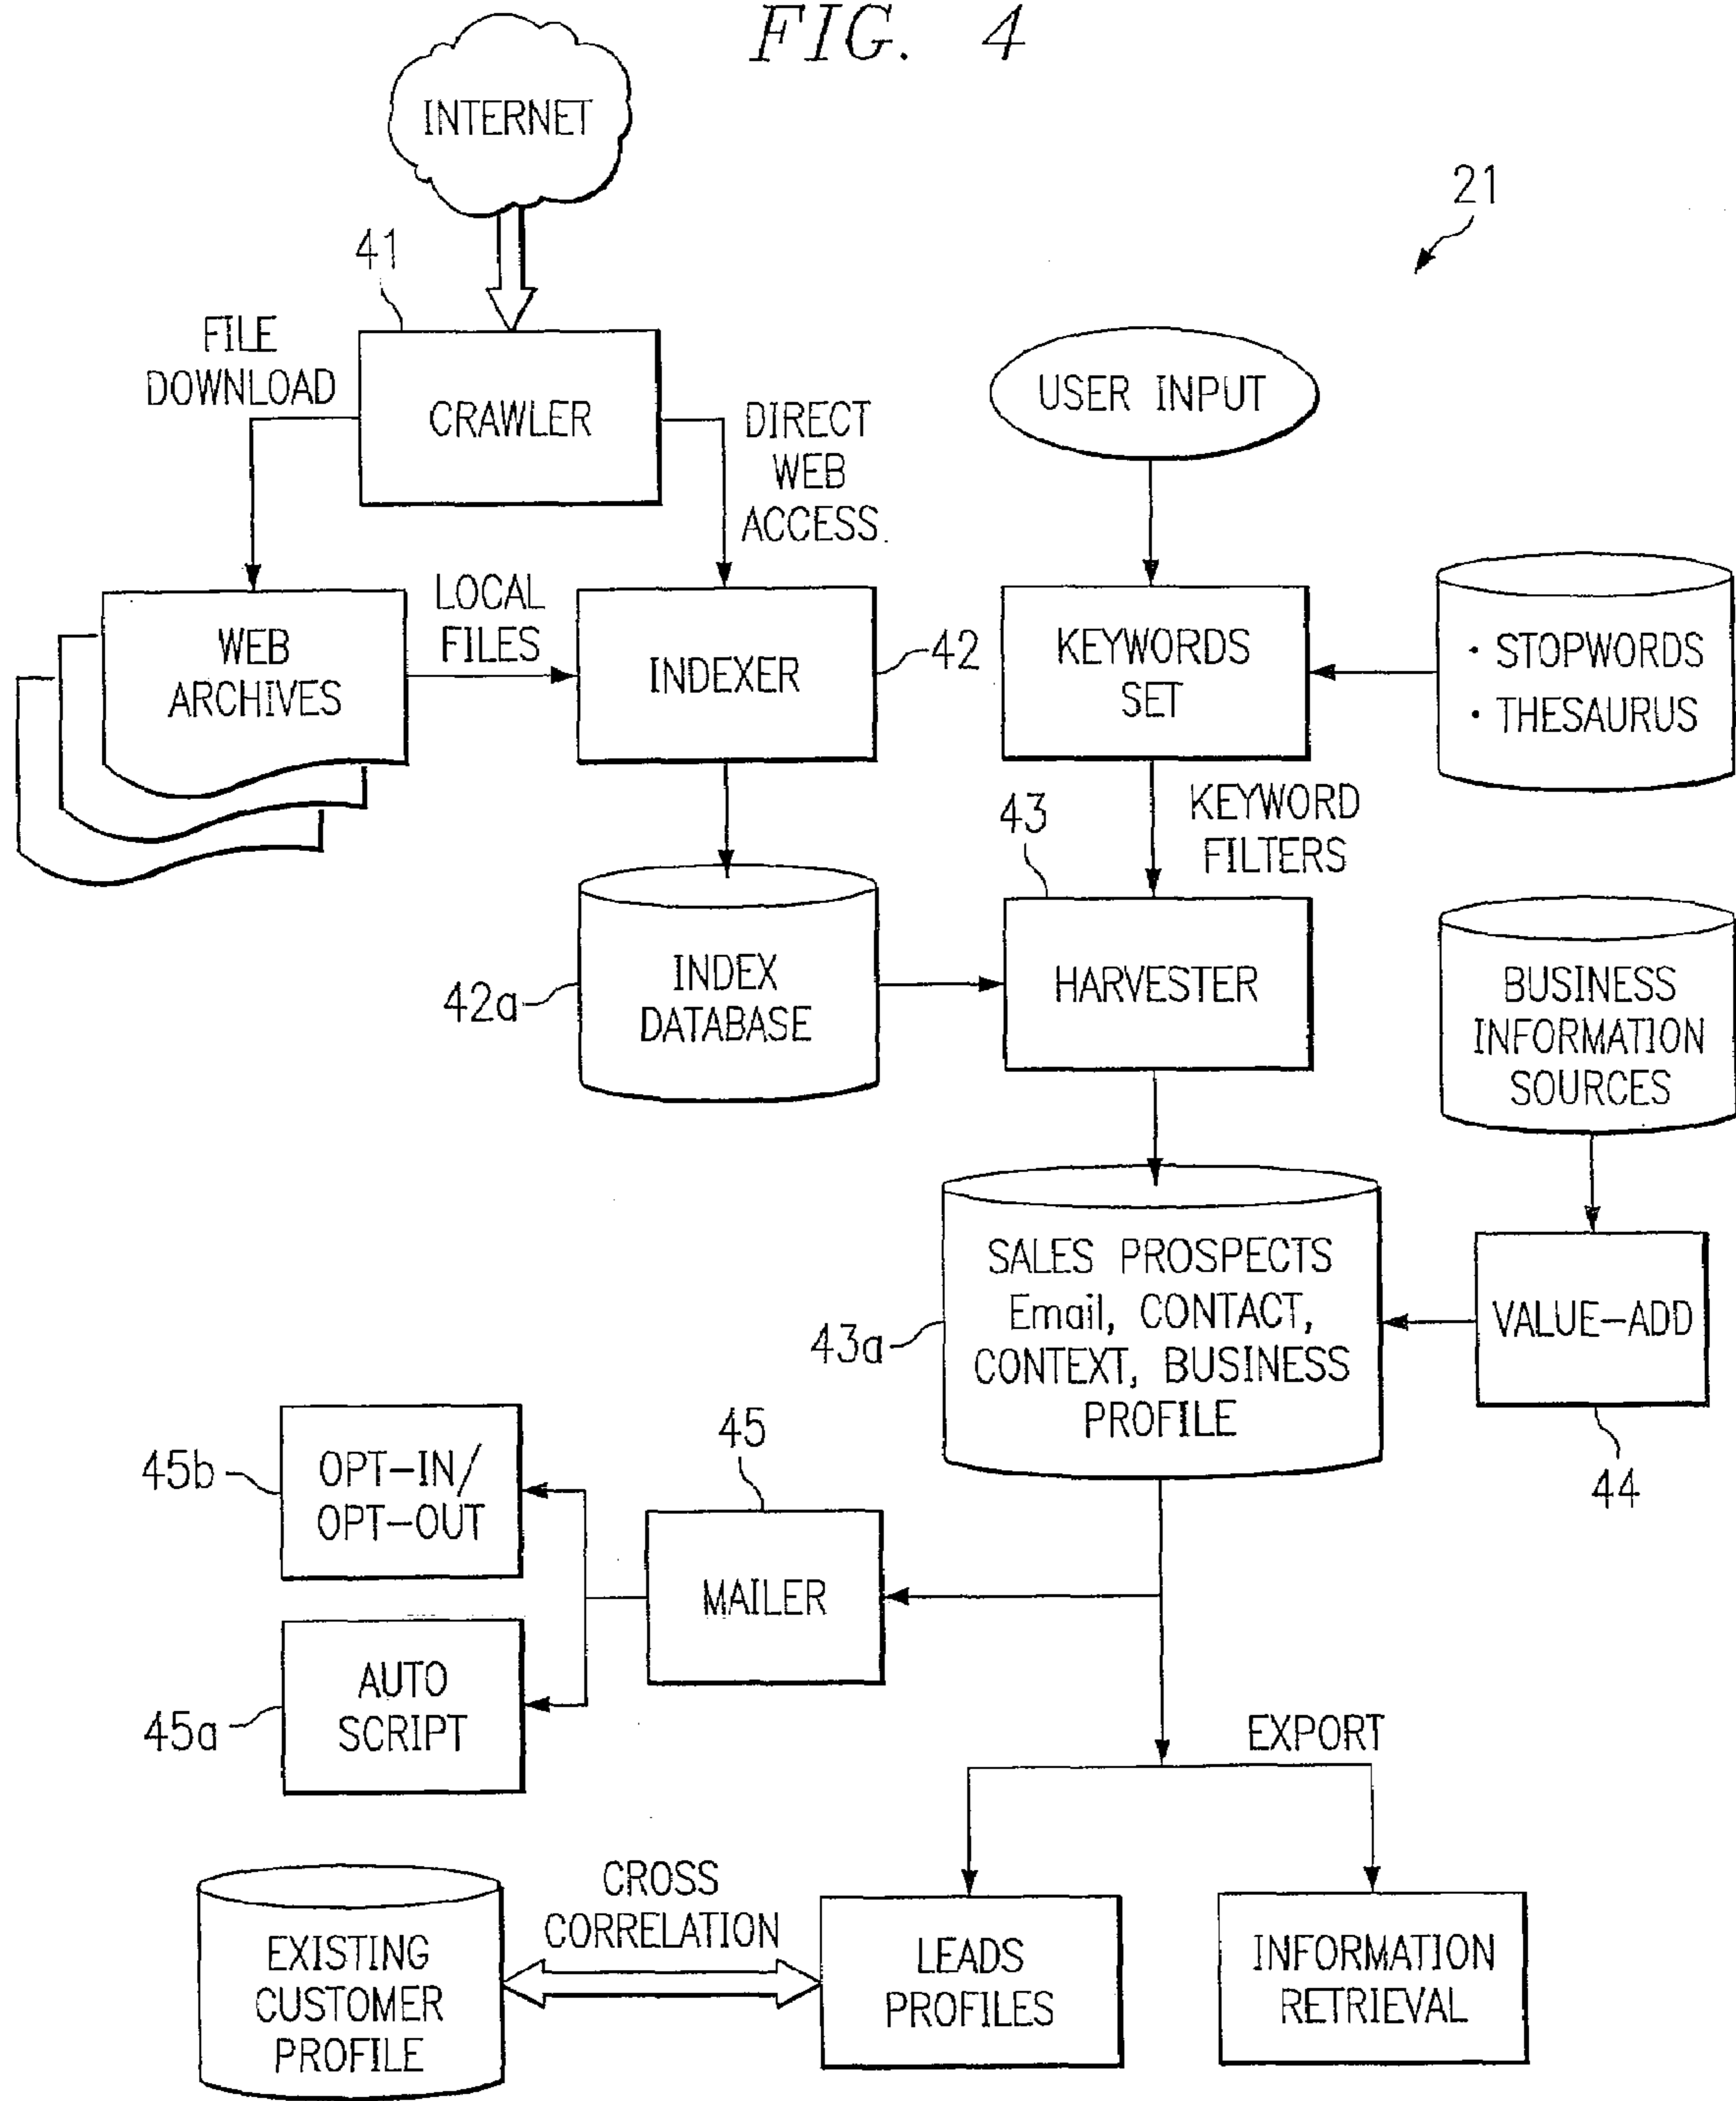 FIG. 4
INTERNET
21
41
FILE
DOWNLOAD
CRAWLER
DIRECT
WEB
ACCESS
USER INPUT
WEB
ARCHIVES
LOCAL
FILES
INDEXER
42
KEYWORDS
SET
· STOPWORDS
· THESAURUS
KEYWORD
FILTERS
43
42a
INDEX
DATABASE
HARVESTER
BUSINESS
INFORMATION
SOURCES
43a
SALES PROSPECTS
Email, CONTACT,
CONTEXT, BUSINESS
PROFILE
VALUE-ADD
44
45b
OPT-IN/
OPT-OUT
45
MAILER
45a
AUTO
SCRIPT
EXPORT
EXISTING
CUSTOMER
PROFILE
CROSS
CORRELATION
LEADS
PROFILES
INFORMATION
RETRIEVAL